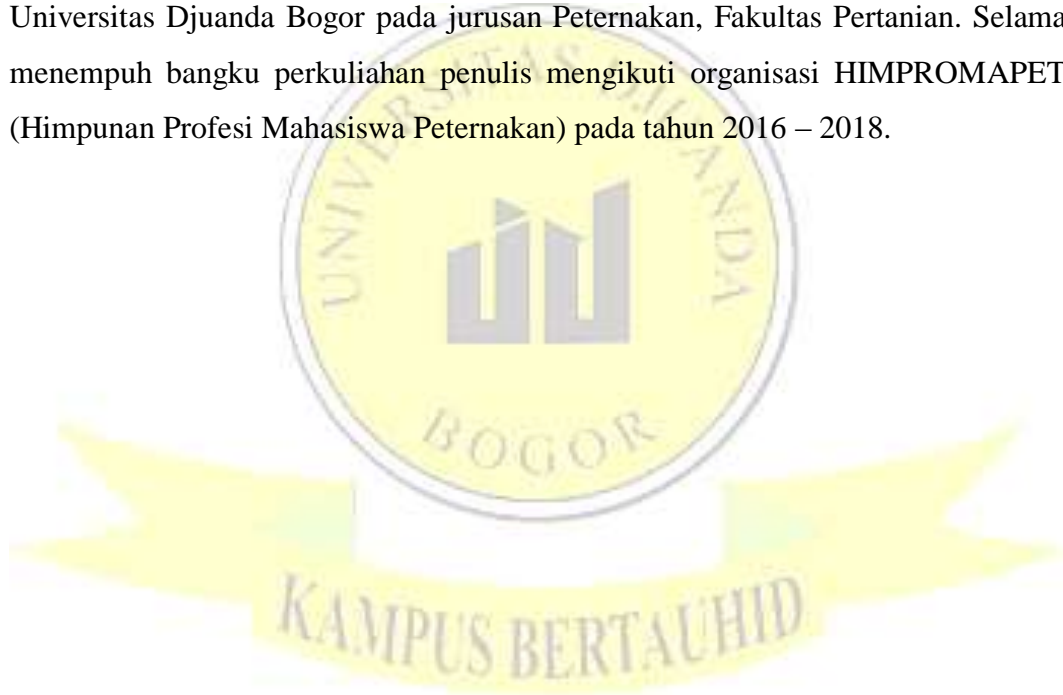 Universitas Djuanda Bogor pada jurusan Peternakan, Fakultas Pertanian. Selama
menempuh bangku perkuliahan penulis mengikuti organisasi HIMPROMAPET
(Himpunan Profesi Mahasiswa Peternakan) pada tahun 2016 – 2018.
UNIVERSITAS DJUANDA
BOGOR
KAMPUS BERTAUHID